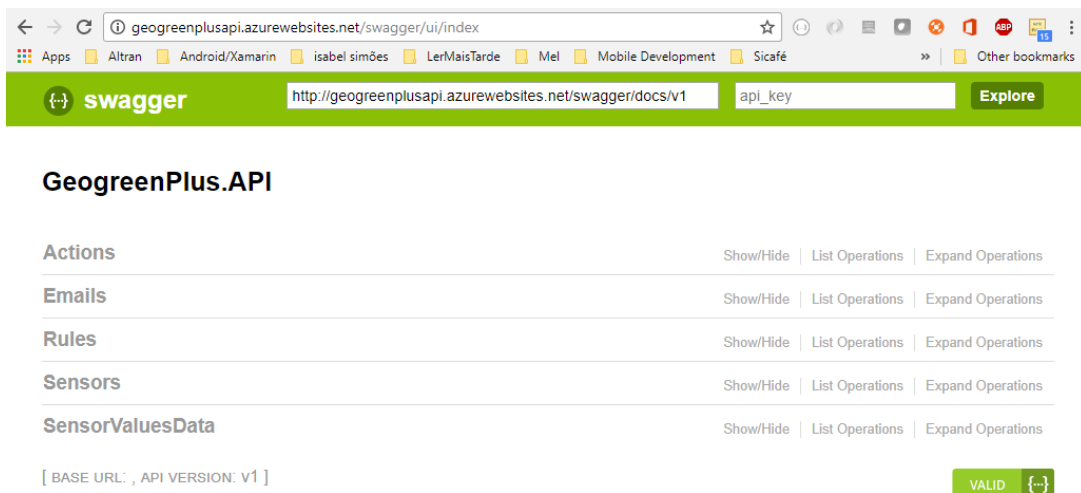 geogreenplusapi.azurewebsites.net/swagger/ui/index
ABP
15
Apps Altran Android/Xamarin isabel simões LerMaisTarde Mel Mobile Development Sicafé » Other bookmarks
{··} swagger http://geogreenplusapi.azurewebsites.net/swagger/docs/v1 api_key Explore
GeogreenPlus.API
Actions Show/Hide List Operations Expand Operations
Emails Show/Hide List Operations Expand Operations
Rules Show/Hide List Operations Expand Operations
Sensors Show/Hide List Operations Expand Operations
SensorValuesData Show/Hide List Operations Expand Operations
[ BASE URL: , API VERSION: V1 ] VALID {···}